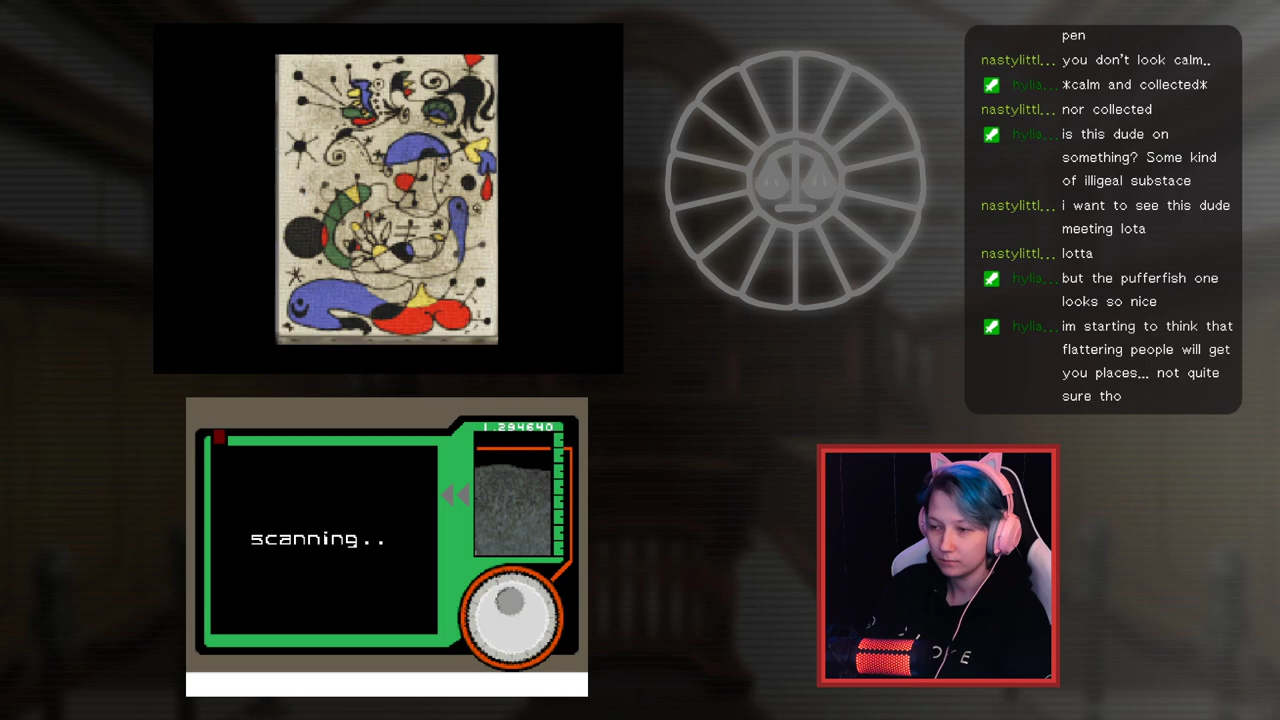 pen
nastylittl... you don't look calm..
hylia... *calm and collected*
nastylittl... nor collected
hylia... is this dude on
something? Some kind
of illigeal substace
nastylittl... i want to see this dude
meeting lota
nastylittl... lotta
hylia... but the pufferfish one
looks so nice
hylia... im starting to think that
flattering people will get
you places... not quite
sure tho
1.294640
scanning..